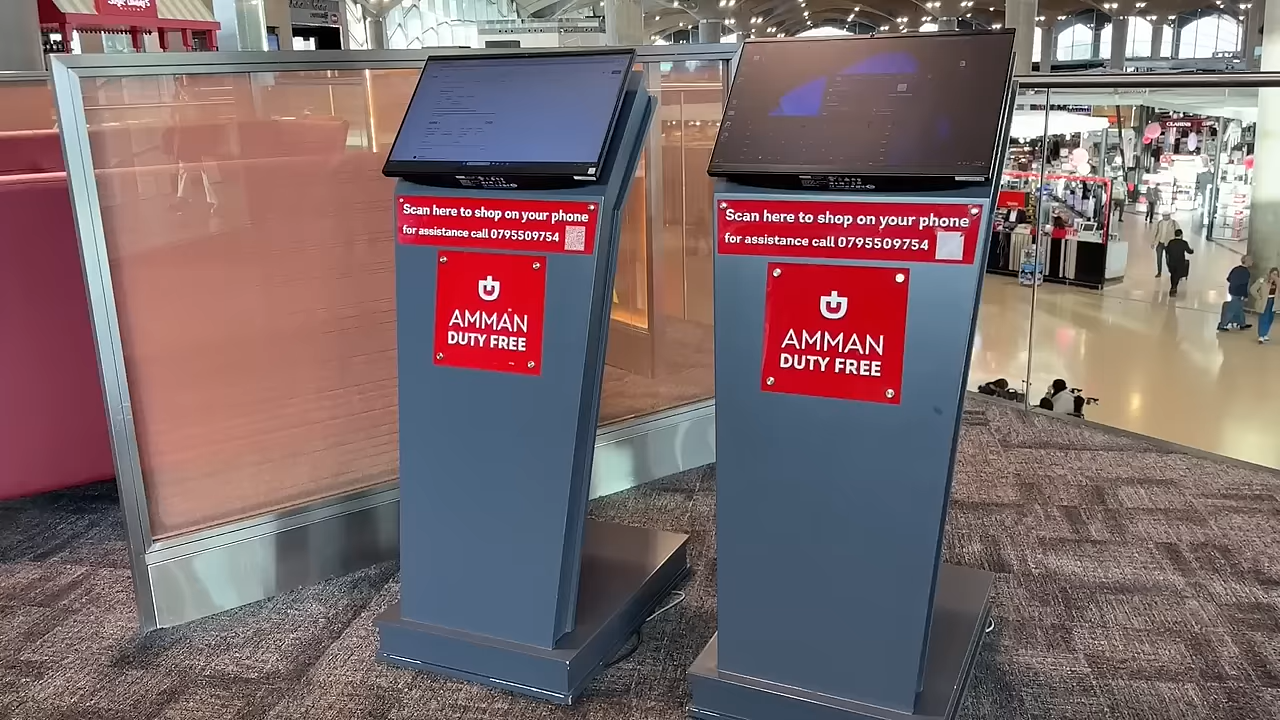 Scan here to shop on your phone
for assistance call 0795509754
AMMAN
DUTY FREE
Scan here to shop on your phone
for assistance call 0795509754
AMMAN
DUTY FREE
CLARINS